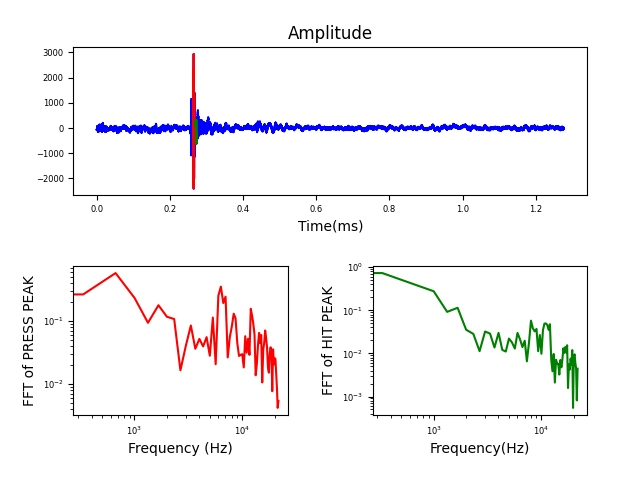 Amplitude
3000
2000
1000
0
−1000
−2000
0.0 0.2 0.4 0.6 0.8 1.0 1.2
Time(ms)
FFT of PRESS PEAK
10⁻¹
10⁻²
10³ 10⁴
Frequency (Hz)
FFT of HIT PEAK
10⁰
10⁻¹
10⁻²
10⁻³
10³ 10⁴
Frequency(Hz)